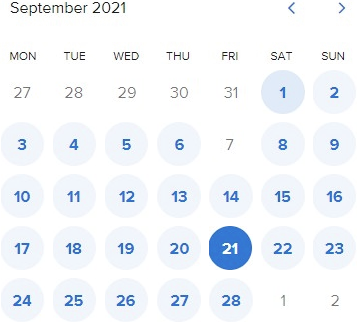 September 2021
MON TUE WED THU FRI SAT SUN
27 28 29 30 31 1 2
3 4 5 6 7 8 9
10 11 12 13 14 15 16
17 18 19 20 21 22 23
24 25 26 27 28 1 2